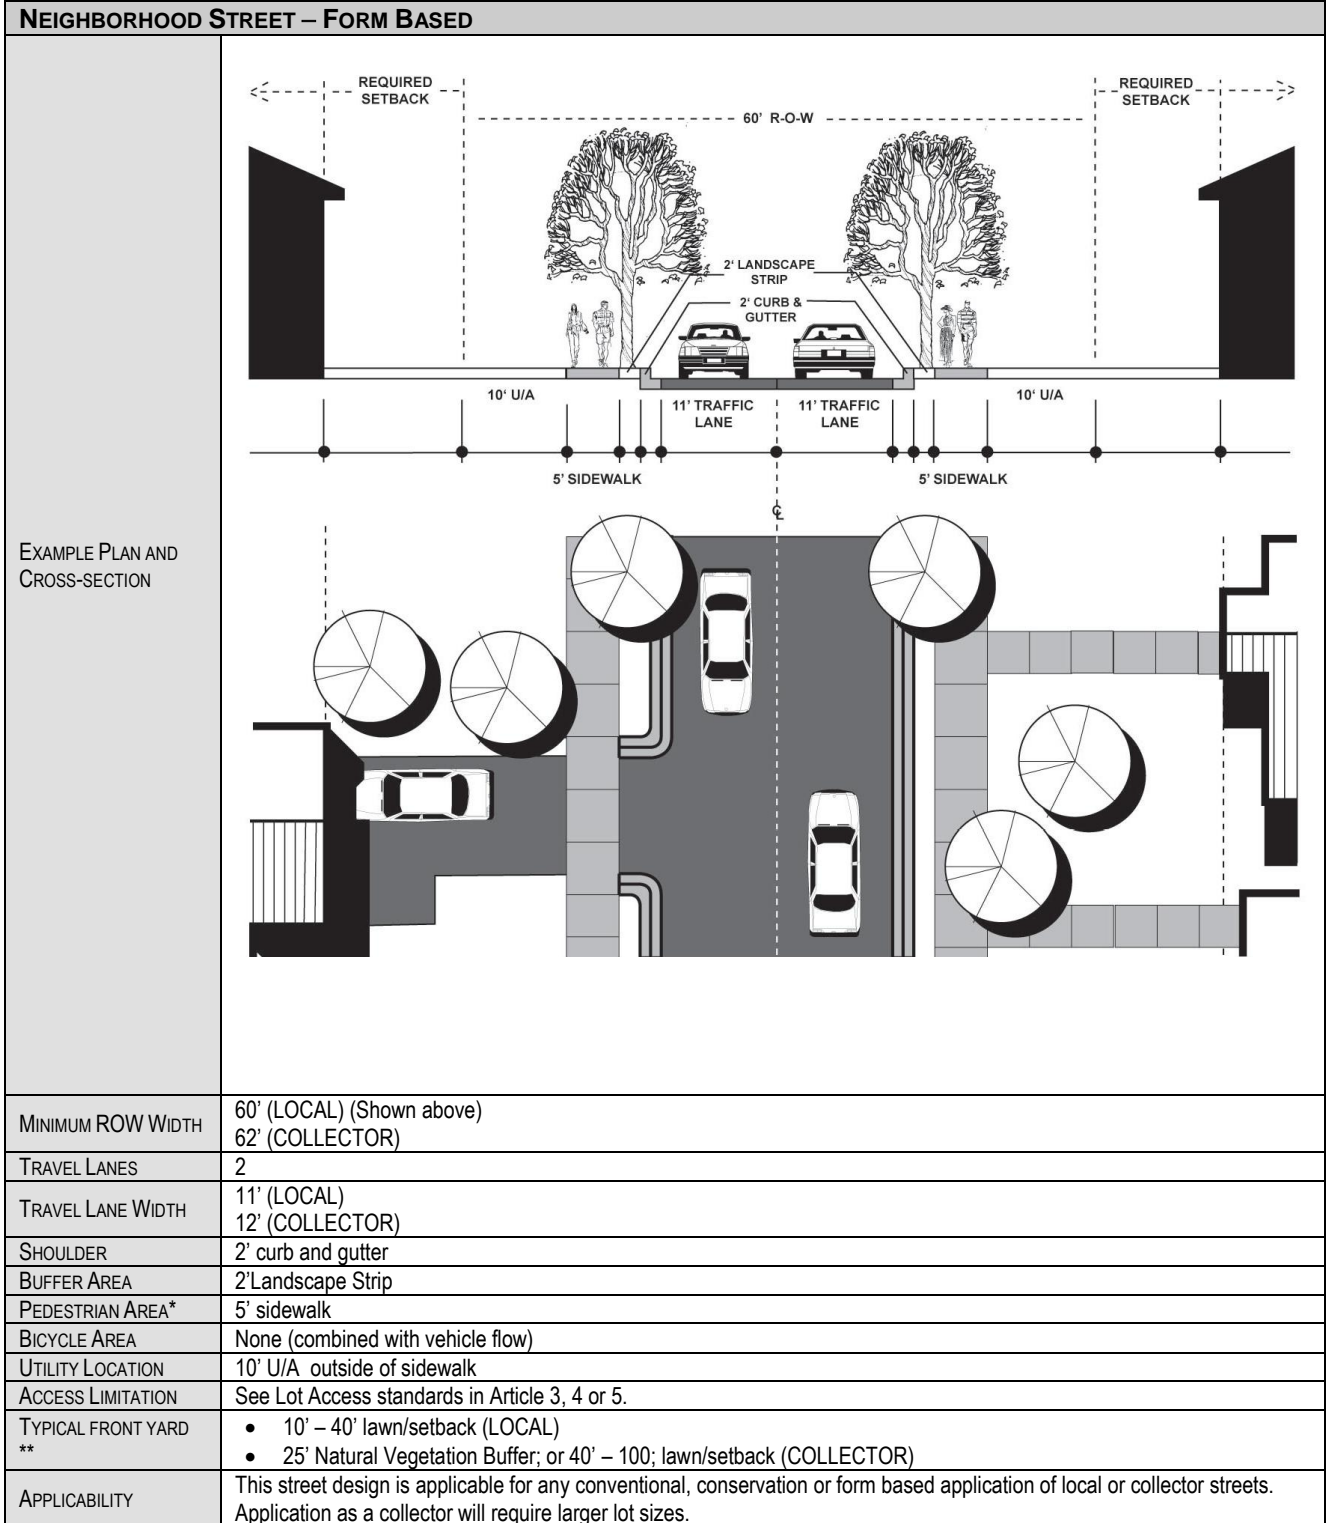 NEIGHBORHOOD STREET – FORM BASED
EXAMPLE PLAN AND
CROSS-SECTION
REQUIRED
SETBACK
REQUIRED
SETBACK
60' R-O-W
2' LANDSCAPE
STRIP
2' CURB &
GUTTER
10' U/A
11' TRAFFIC
LANE
11' TRAFFIC
LANE
10' U/A
5' SIDEWALK
5' SIDEWALK
℄
MINIMUM ROW WIDTH
60' (LOCAL) (Shown above)
62' (COLLECTOR)
TRAVEL LANES
2
TRAVEL LANE WIDTH
11' (LOCAL)
12' (COLLECTOR)
SHOULDER
2' curb and gutter
BUFFER AREA
2'Landscape Strip
PEDESTRIAN AREA*
5' sidewalk
BICYCLE AREA
None (combined with vehicle flow)
UTILITY LOCATION
10' U/A outside of sidewalk
ACCESS LIMITATION
See Lot Access standards in Article 3, 4 or 5.
TYPICAL FRONT YARD
**
• 10' – 40' lawn/setback (LOCAL)
• 25' Natural Vegetation Buffer; or 40' – 100; lawn/setback (COLLECTOR)
APPLICABILITY
This street design is applicable for any conventional, conservation or form based application of local or collector streets.
Application as a collector will require larger lot sizes.